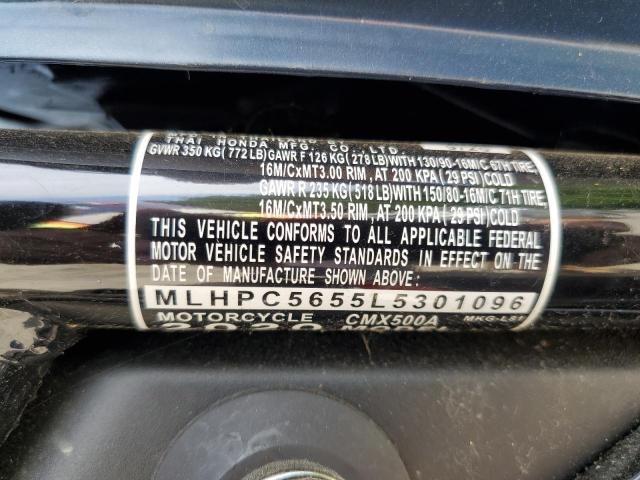 THAI HONDA MFG. CO., LTD.
GVWR 350 KG(772 LB)GAWR F 126 KG(278 LB)WITH 130/90-16M/C 67H TIRE,
16M/CxMT3.00 RIM, AT 200 KPA(29 PSI)COLD
GAWR R 235 KG(518 LB)WITH 150/80-16M/C 71H TIRE,
16M/CxMT3.50 RIM, AT 200 KPA(29 PSI)COLD
THIS VEHICLE CONFORMS TO ALL APPLICABLE FEDERAL
MOTOR VEHICLE SAFETY STANDARDS IN EFFECT ON THE
DATE OF MANUFACTURE SHOWN ABOVE:
MLHPC5655L5301096
MOTORCYCLE CMX500A
2020